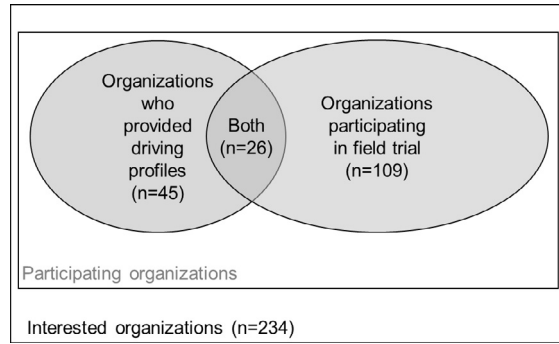 Organizations
who
provided
driving
profiles
(n=45)
Both
(n=26)
Organizations
participating
in field trial
(n=109)
Participating organizations
Interested organizations (n=234)